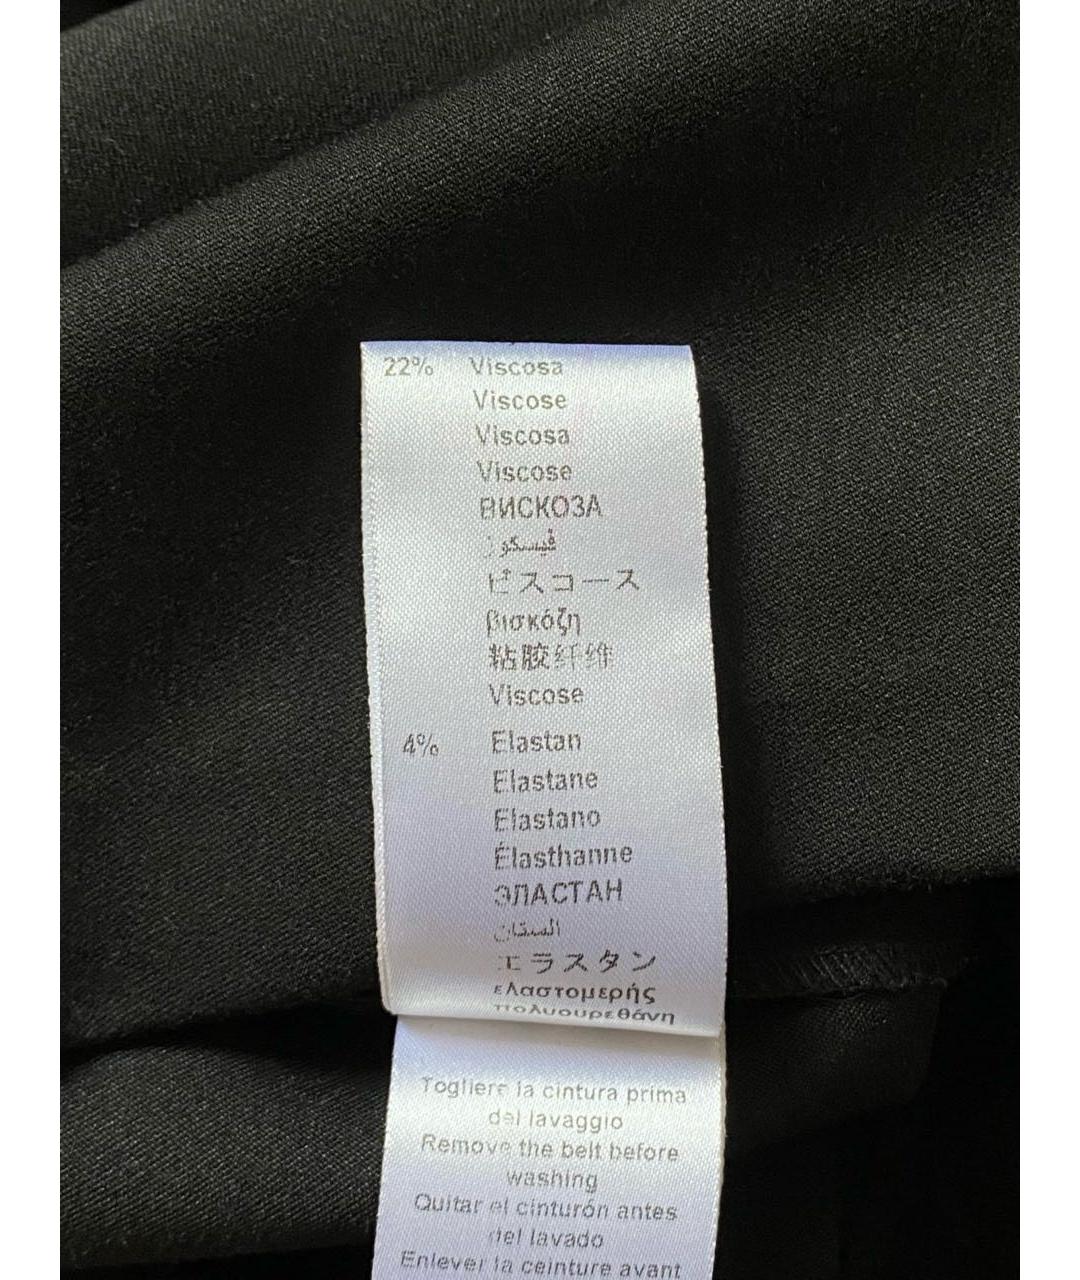 22% Viscosa
Viscose
Viscosa
Viscose
ВИСКОЗА
فيسكوز
ビスコース
βισκόζη
粘胶纤维
Viscose
4% Elastan
Elastane
Elastano
Élasthanne
ЭЛАСТАН
الستان
エラスタン
ελαστομερής
πολυουρεθάνη
Togliere la cintura prima
del lavaggio
Remove the belt before
washing
Quitar el cinturón antes
del lavado
Enlever la ceinture avant